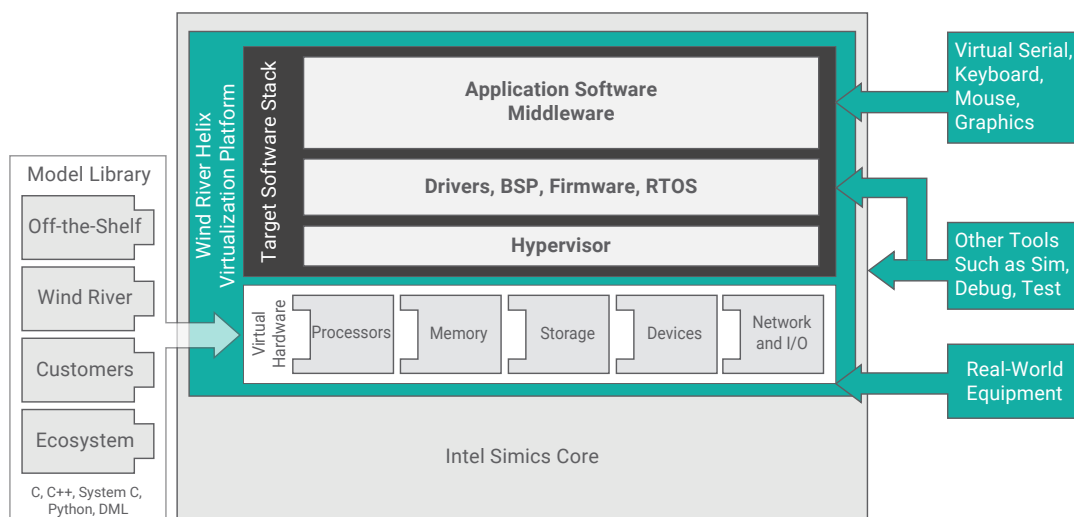 Model Library
Off-the-Shelf
Wind River
Customers
Ecosystem
C, C++, System C,
Python, DML
Wind River Helix
Virtualization Platform
Target Software Stack
Application Software
Middleware
Drivers, BSP, Firmware, RTOS
Hypervisor
Virtual
Hardware
Processors
Memory
Storage
Devices
Network
and I/O
Intel Simics Core
Virtual Serial,
Keyboard,
Mouse,
Graphics
Other Tools
Such as Sim,
Debug, Test
Real-World
Equipment